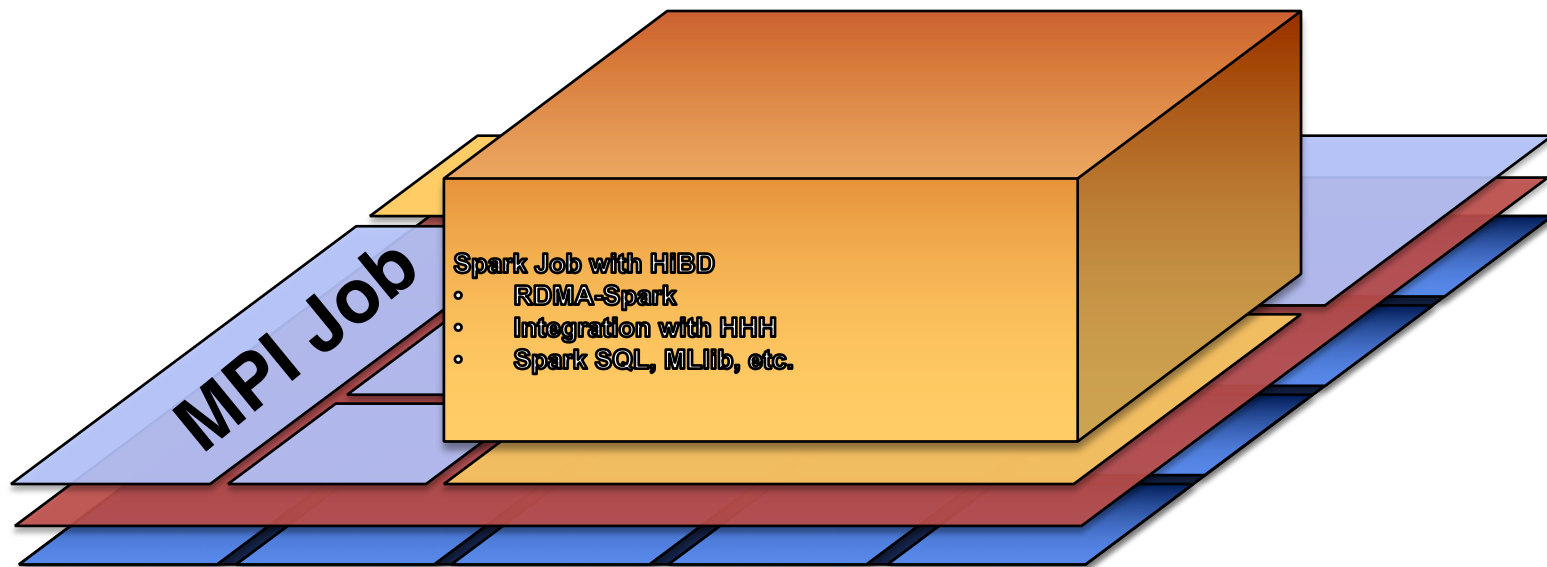 MPI Job
Spark Job with HiBD
• RDMA-Spark
• Integration with HHH
• Spark SQL, MLlib, etc.